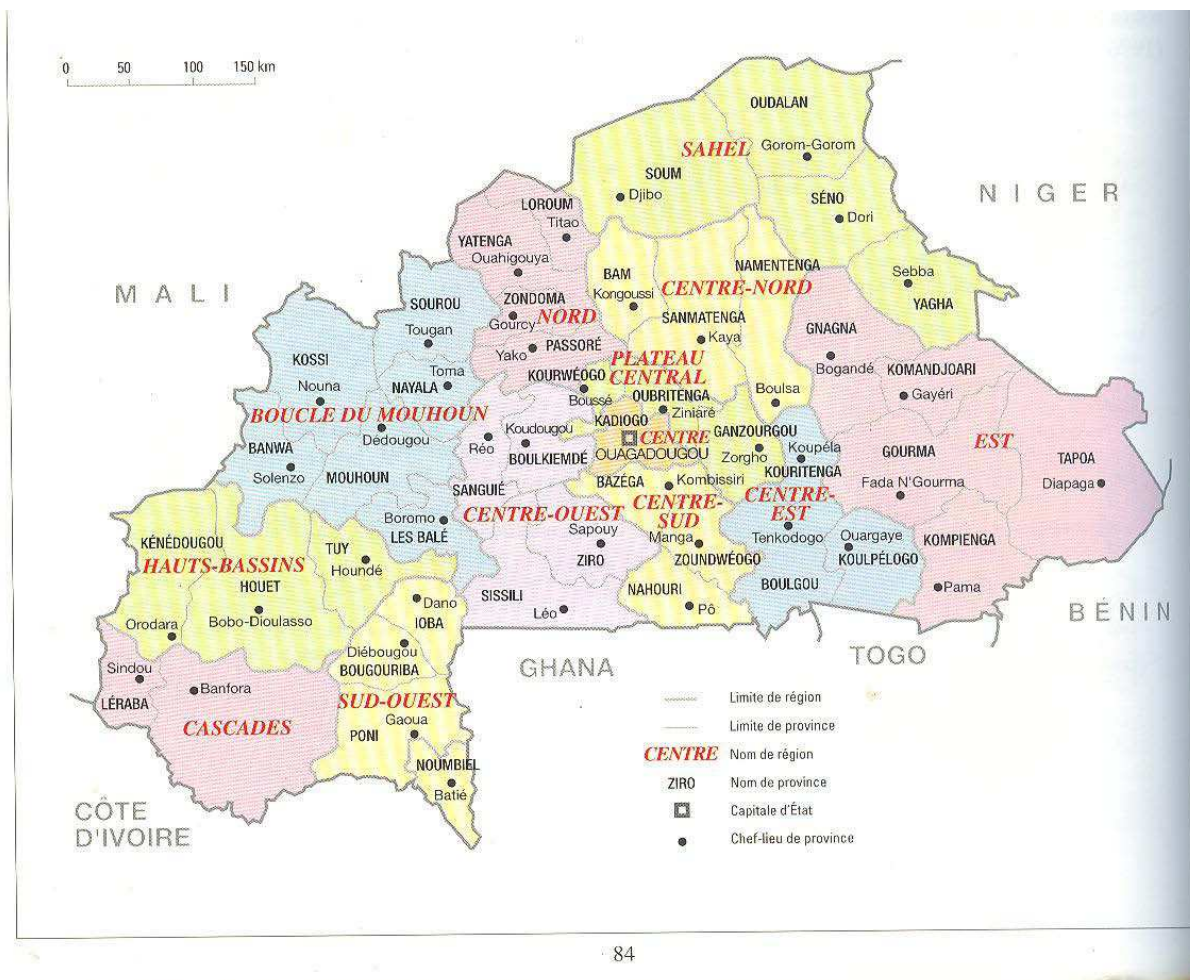 0 50 100 150 km
OUDALAN
Gorom-Gorom
SAHEL
SOUM
Djibo
SÉNO
Dori
NIGER
LOROUM
Titao
YATENGA
Ouahigouya
BAM
Kongoussi
NAMENTENGA
CENTRE-NORD
Sebba
YAGHA
MALI
SOUROU
Tougan
ZONDOMA
NORD
Gourcy
SANMATENGA
Kaya
GNAGNA
Bogandé
Yako
PASSORÉ
KOSSI
Nouna
Toma
NAYALA
KOURWÉOGO
Boussé
PLATEAU
CENTRAL
OUBRITENGA
Ziniaré
Boulsa
KOMANDJOARI
Gayéri
BOUCLE DU MOUHOUN
Dédougou
Koudougou
Réo
BOULKIEMDÉ
KADIOGO
CENTRE
OUAGADOUGOU
GANZOURGOU
Zorgho
Koupéla
KOURITENGA
GOURMA
Fada N'Gourma
EST
TAPOA
Diapaga
BANWA
Solenzo
MOUHOUN
SANGUIÉ
BAZÉGA
Kombissiri
CENTRE-OUEST
CENTRE-
SUD
CENTRE-
EST
Boromo
LES BALÉ
Sapouy
ZIRO
Manga
ZOUNDWÉOGO
Tenkodogo
Ouargaye
KOULPÉLOGO
KOMPIENGA
Pama
KÉNÉDOUGOU
HAUTS-BASSINS
TUY
Houndé
HOUET
Bobo-Dioulasso
Dano
IOBA
SISSILI
Léo
NAHOURI
Pô
BOULGOU
BÉNIN
Orodara
Diébougou
BOUGOURIBA
GHANA
TOGO
Sindou
LÉRABA
Banfora
CASCADES
SUD-OUEST
Gaoua
PONI
NOUMBIEL
Batié
CÔTE
D'IVOIRE
Limite de région
Limite de province
CENTRE Nom de région
ZIRO Nom de province
Capitale d'État
Chef-lieu de province
84